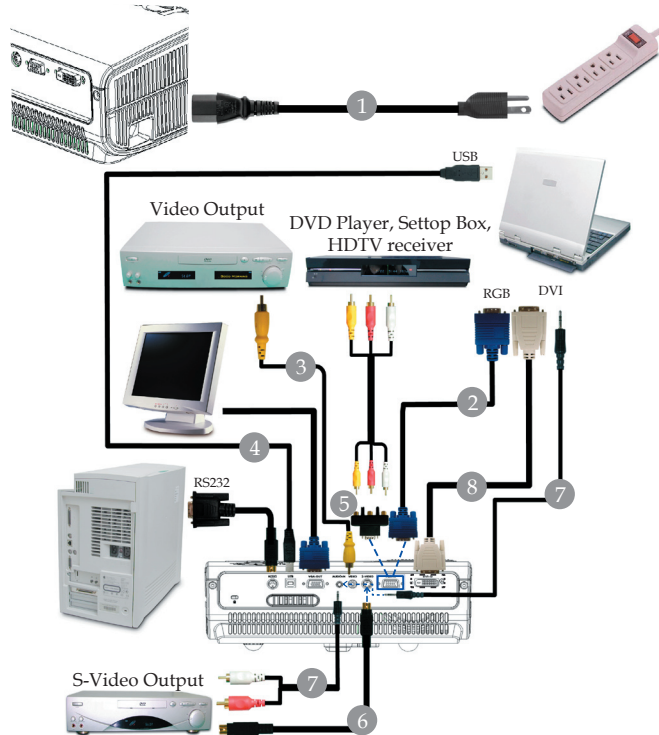 1
USB
Video Output
DVD Player, Settop Box,
HDTV receiver
RGB
DVI
3
2
4
8
7
5
RS232
S-Video Output
7
6